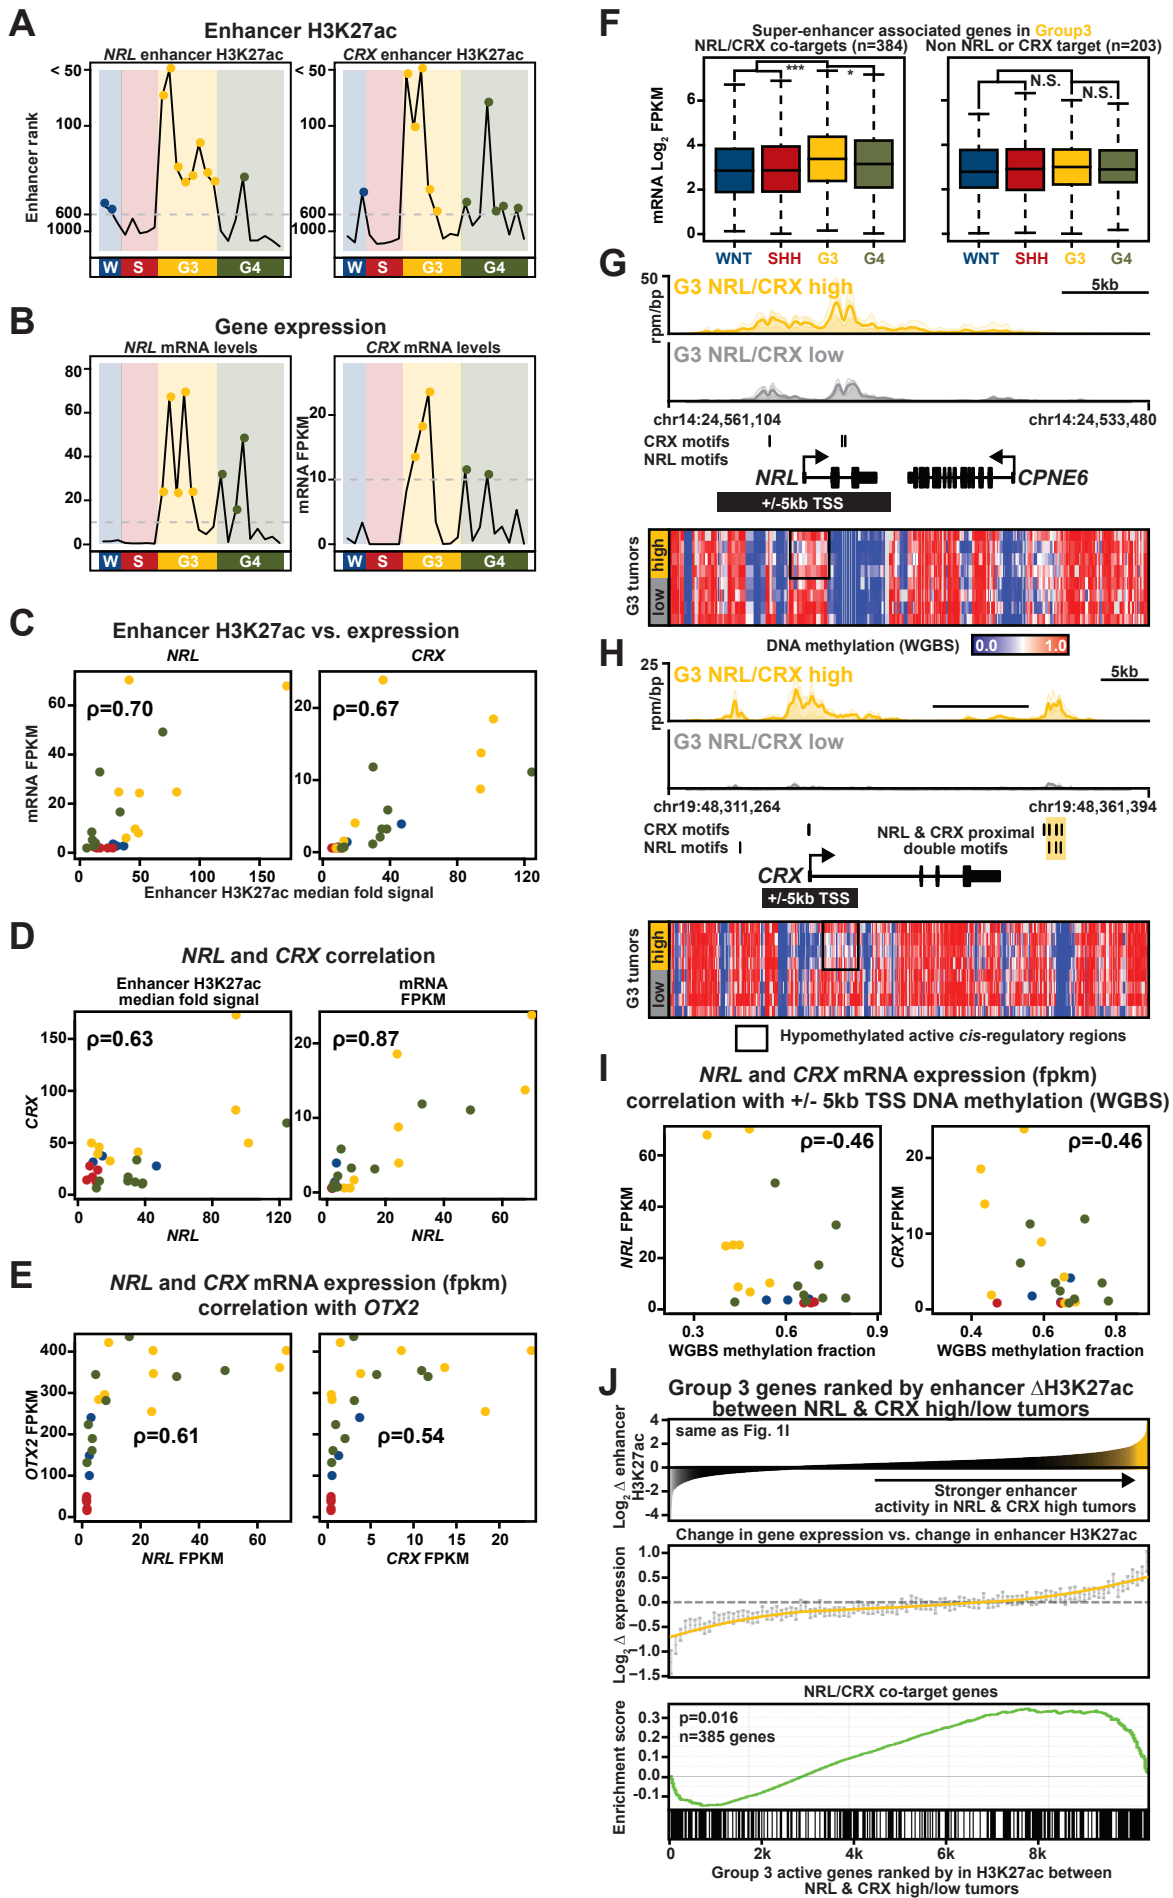 A
Enhancer H3K27ac
NRL enhancer H3K27ac
CRX enhancer H3K27ac
Enhancer rank
< 50
100
600
1000
W S G3 G4
< 50
100
600
1000
W S G3 G4
B
Gene expression
NRL mRNA levels
CRX mRNA levels
mRNA FPKM
80
60
40
20
0
W S G3 G4
20
10
0
W S G3 G4
C
Enhancer H3K27ac vs. expression
NRL
CRX
ρ=0.70
ρ=0.67
mRNA FPKM
60
40
20
0
20
10
0
0 50 100 150
0 40 80 120
Enhancer H3K27ac median fold signal
D
NRL and CRX correlation
Enhancer H3K27ac
median fold signal
mRNA
FPKM
ρ=0.63
ρ=0.87
CRX
150
100
50
0
20
10
0
0 40 80 120
0 20 40 60
NRL
NRL
E
NRL and CRX mRNA expression (fpkm)
correlation with OTX2
OTX2 FPKM
400
300
200
100
0
ρ=0.61
ρ=0.54
0 20 40 60
0 5 10 15 20
NRL FPKM
CRX FPKM
F
Super-enhancer associated genes in Group3
NRL/CRX co-targets (n=384)
Non NRL or CRX target (n=203)
mRNA Log2 FPKM
6
4
2
0
***
*
N.S.
N.S.
WNT SHH G3 G4
WNT SHH G3 G4
G
50
0
rpm/bp
G3 NRL/CRX high
5kb
G3 NRL/CRX low
chr14:24,561,104
chr14:24,533,480
CRX motifs
NRL motifs
NRL
CPNE6
+/-5kb TSS
G3 tumors
high
low
DNA methylation (WGBS)
0.0 1.0
H
25
0
rpm/bp
G3 NRL/CRX high
5kb
G3 NRL/CRX low
chr19:48,311,264
chr19:48,361,394
CRX motifs
NRL motifs
NRL & CRX proximal
double motifs
CRX
+/-5kb TSS
G3 tumors
high
low
Hypomethylated active cis-regulatory regions
I
NRL and CRX mRNA expression (fpkm)
correlation with +/- 5kb TSS DNA methylation (WGBS)
ρ=-0.46
ρ=-0.46
NRL FPKM
60
40
20
0
CRX FPKM
20
10
0
0.3 0.6 0.9
0.4 0.6 0.8
WGBS methylation fraction
WGBS methylation fraction
J
Group 3 genes ranked by enhancer ΔH3K27ac
between NRL & CRX high/low tumors
same as Fig. 1I
Log2 Δ enhancer
H3K27ac
4
2
0
-2
-4
Stronger enhancer
activity in NRL & CRX high tumors
Change in gene expression vs. change in enhancer H3K27ac
Log2 Δ expression
1.0
0.5
0.0
-0.5
-1.0
-1.5
NRL/CRX co-target genes
p=0.016
n=385 genes
Enrichment score
0.3
0.2
0.1
0.0
-0.1
0 2k 4k 6k 8k
Group 3 active genes ranked by in H3K27ac between
NRL & CRX high/low tumors